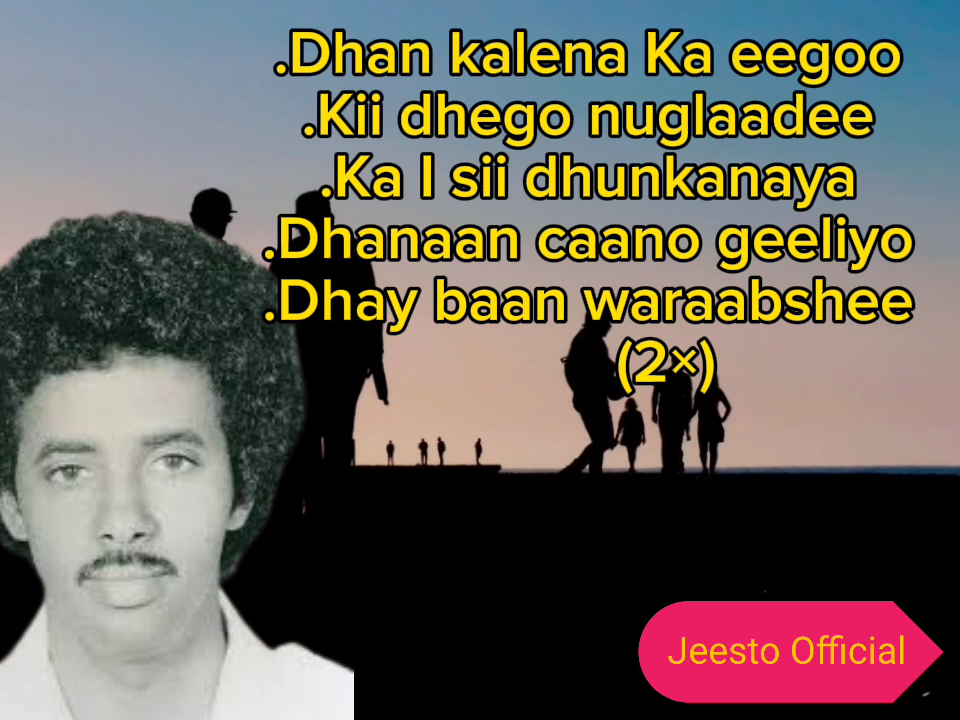 .Dhan kalena Ka eegoo
.Kii dhego nuglaadee
.Ka I sii dhunkanaya
.Dhanaan caano geeliyo
.Dhay baan waraabshee
(2×)
Jeesto Official